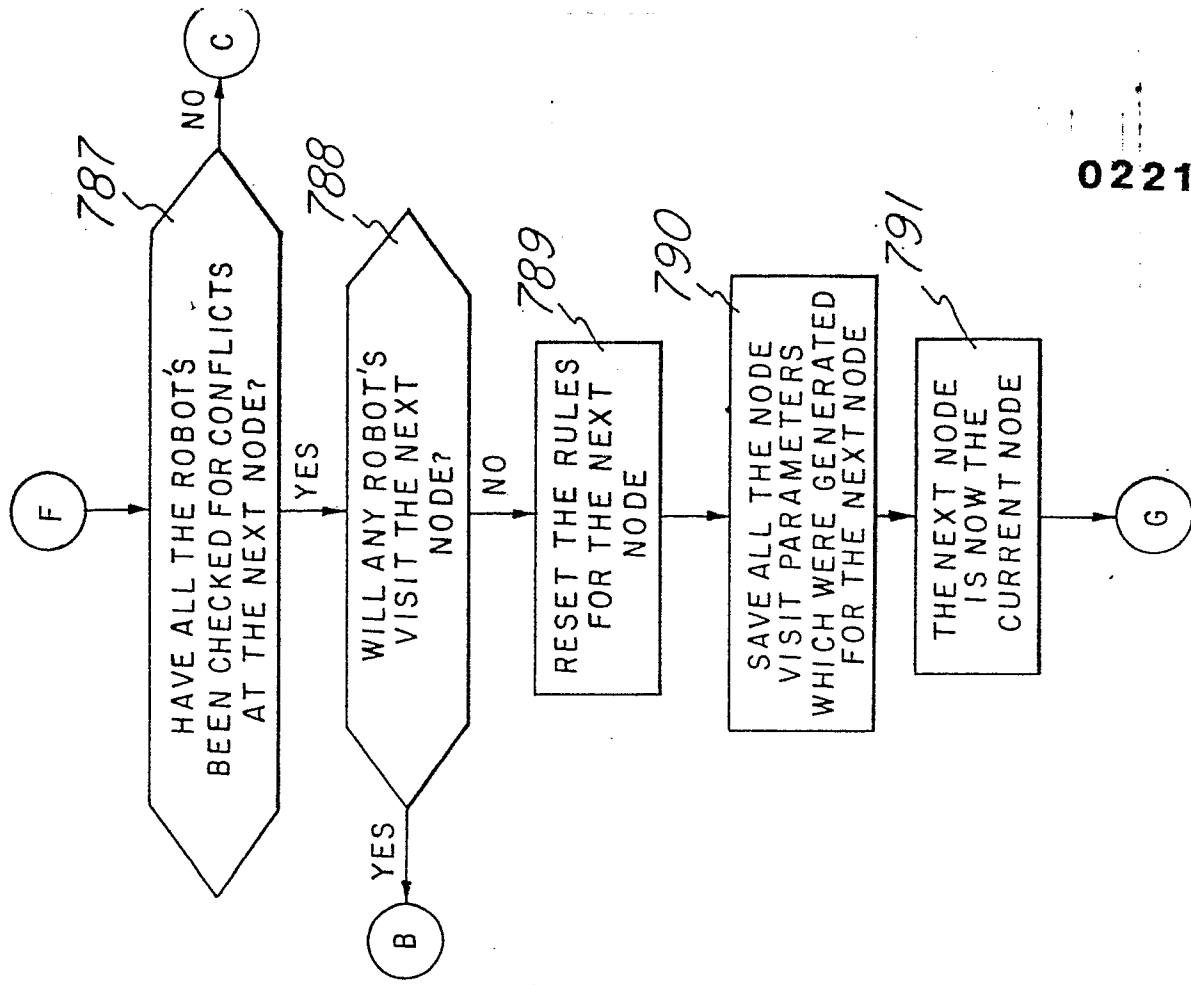 F
787
HAVE ALL THE ROBOT'S
BEEN CHECKED FOR CONFLICTS
AT THE NEXT NODE?
NO
C
YES
788
WILL ANY ROBOT'S
VISIT THE NEXT
NODE?
YES
B
NO
789
RESET THE RULES
FOR THE NEXT
NODE
790
SAVE ALL THE NODE
VISIT PARAMETERS
WHICH WERE GENERATED
FOR THE NEXT NODE
791
THE NEXT NODE
IS NOW THE
CURRENT NODE
G
0221